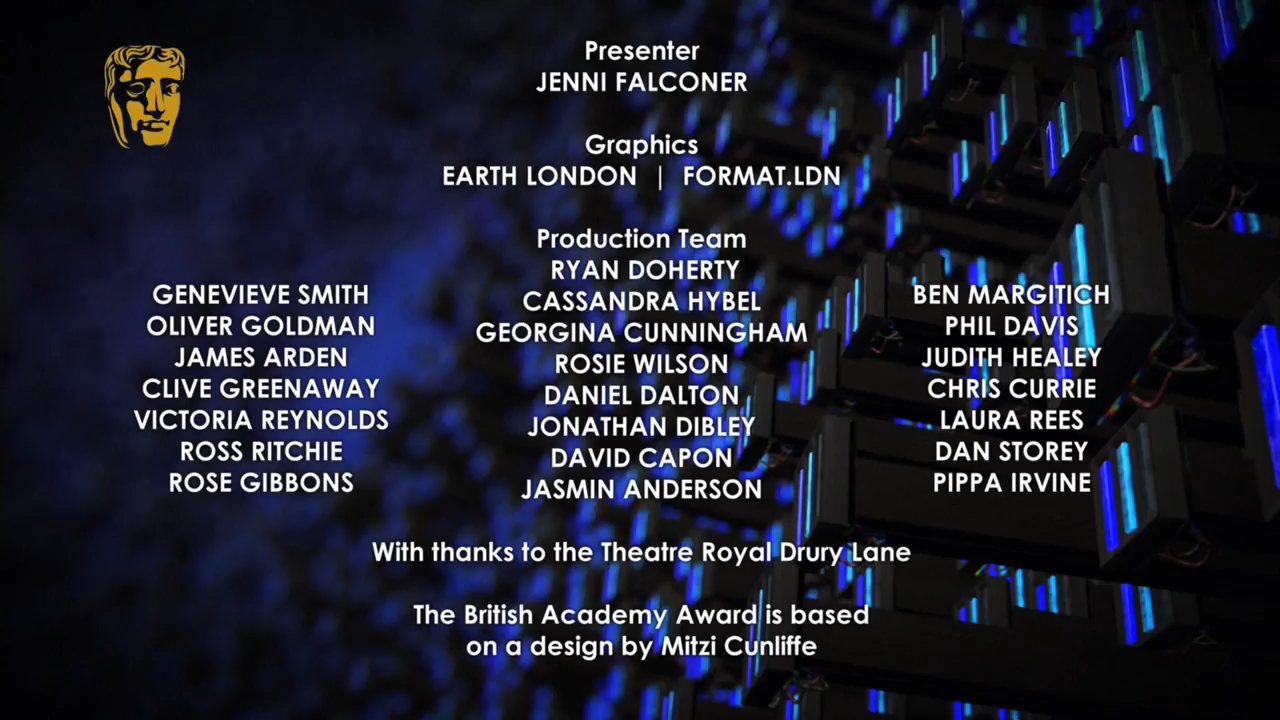 Presenter
JENNI FALCONER
Graphics
EARTH LONDON | FORMAT.LDN
Production Team
RYAN DOHERTY
CASSANDRA HYBEL
GEORGINA CUNNINGHAM
ROSIE WILSON
DANIEL DALTON
JONATHAN DIBLEY
DAVID CAPON
JASMIN ANDERSON
GENEVIEVE SMITH
OLIVER GOLDMAN
JAMES ARDEN
CLIVE GREENAWAY
VICTORIA REYNOLDS
ROSS RITCHIE
ROSE GIBBONS
BEN MARGITICH
PHIL DAVIS
JUDITH HEALEY
CHRIS CURRIE
LAURA REES
DAN STOREY
PIPPA IRVINE
With thanks to the Theatre Royal Drury Lane
The British Academy Award is based
on a design by Mitzi Cunliffe